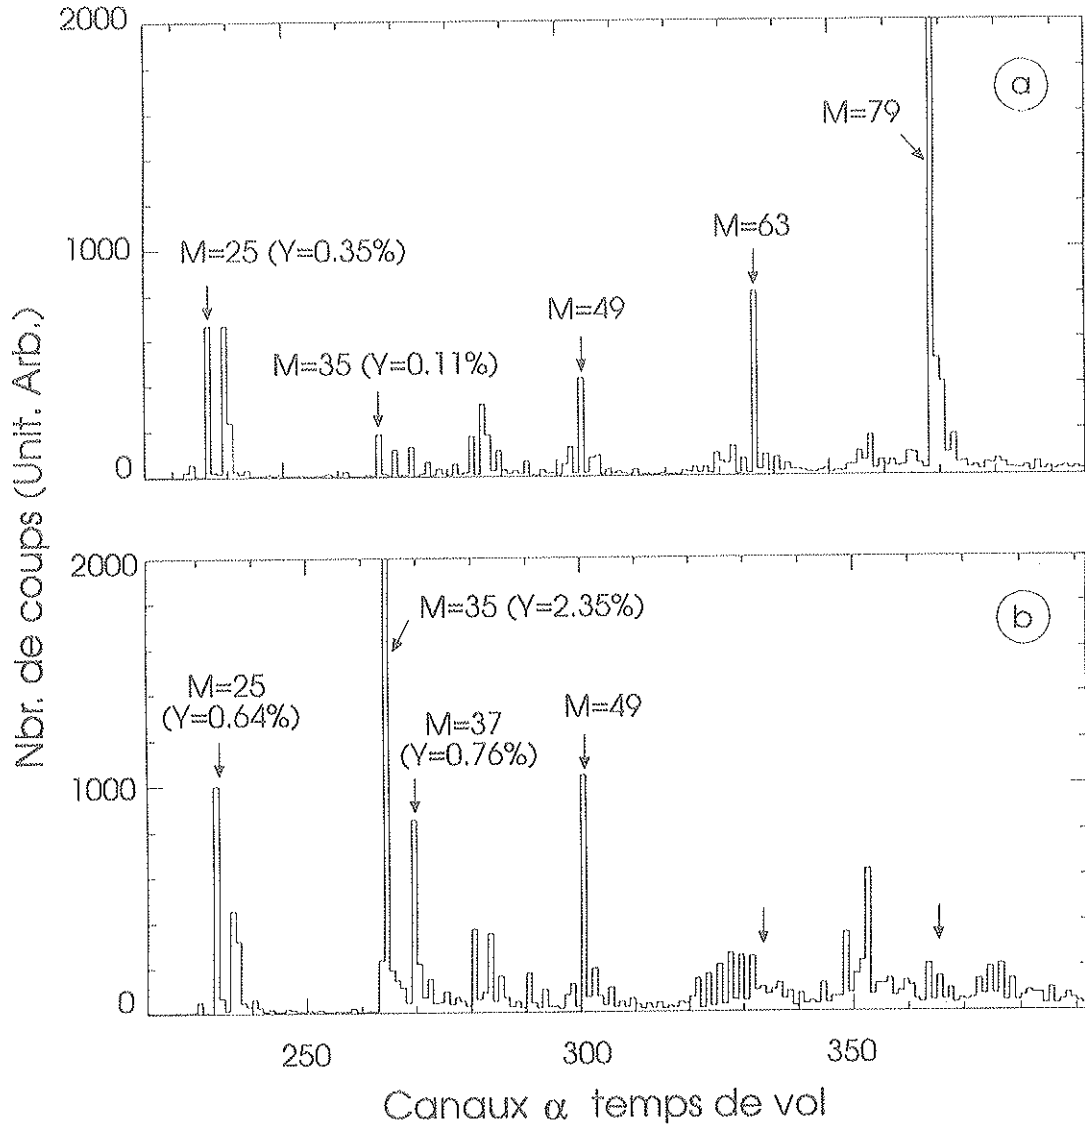 Nbr. de coups (Unit. Arb.)
2000
1000
0
a
M=79
M=63
M=25 (Y=0.35%)
M=49
M=35 (Y=0.11%)
2000
1000
0
b
M=35 (Y=2.35%)
M=25
(Y=0.64%)
M=37
(Y=0.76%)
M=49
250
300
350
Canaux α temps de vol